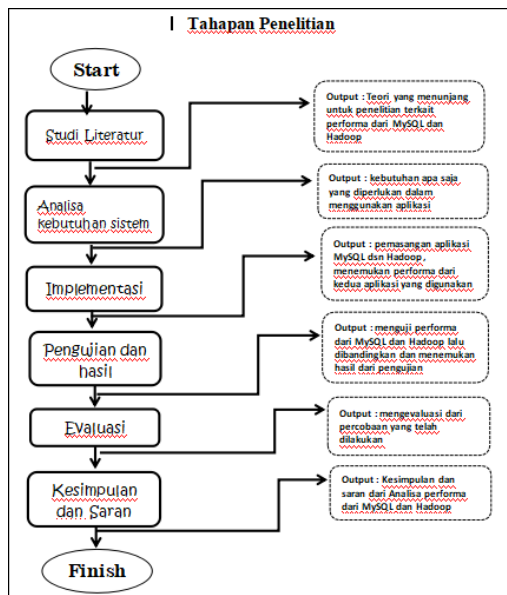 Tahapan Penelitian
Start
Output : Teori yang menunjang
untuk penelitian terkait
performa dari MySQL dan
Hadoop
Studi Literatur
Output : kebutuhan apa saja
yang diperlukan dalam
menggunakan aplikasi
Analisa
kebutuhan sistem
Output : pemasangan aplikasi
MySQL dsn Hadoop,
menemukan performa dari
kedua aplikasi yang digunakan
Implementasi
Output : menguji performa
dari MySQL dan Hadoop lalu
dibandingkan dan menemukan
hasil dari pengujian
Pengujian dan
hasil
Output : mengevaluasi dari
percobaan yang telah
dilakukan
Evaluasi
Output : Kesimpulan dan
saran dari Analisa performa
dari MySQL dan Hadoop
Kesimpulan
dan Saran
Finish